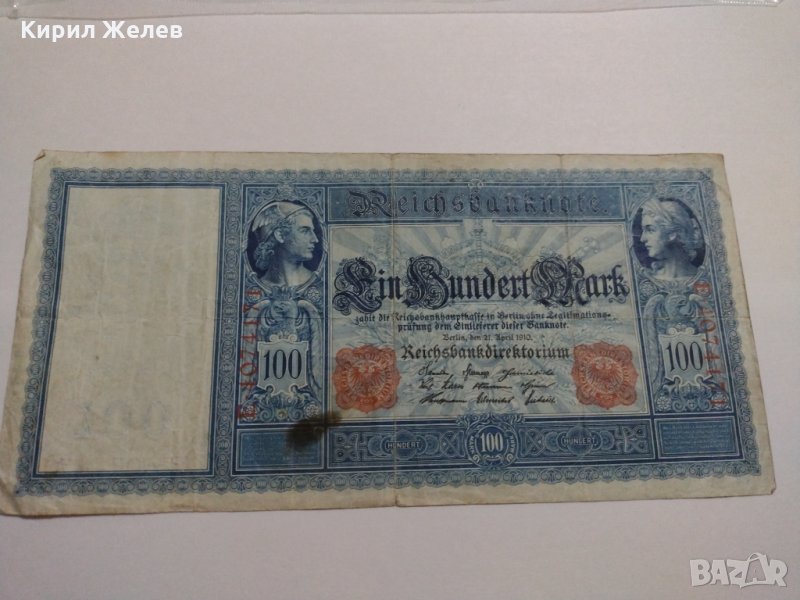 Кирил Желев
Reichsbanknote.
Ein Hundert Mark
zahlt die Reichsbankhauptkasse in Berlin ohne Legitimations-
prüfung dem Einlieferer dieser Banknote.
Berlin, den 21. April 1910.
Reichsbankdirektorium
100
100
HUNDERT
100
HUNDERT
BAZAR